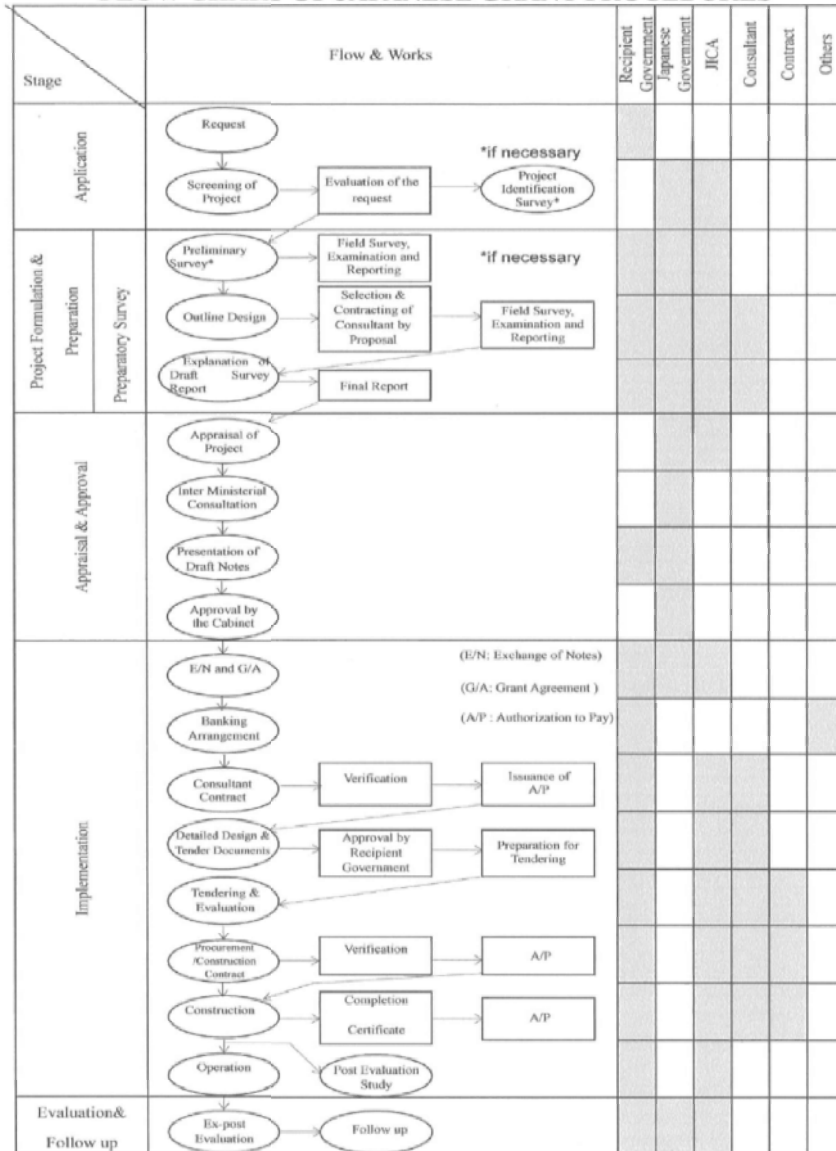 Stage
Flow & Works
Recipient
Government
Japanese
Government
JICA
Consultant
Contract
Others
Application
Request
Screening of
Project
Evaluation of the
request
*if necessary
Project
Identification
Survey*
Project Formulation &
Preparation
Preparatory Survey
Preliminary
Survey*
Field Survey,
Examination and
Reporting
*if necessary
Outline Design
Selection &
Contracting of
Consultant by
Proposal
Field Survey,
Examination and
Reporting
Explanation of
Draft Survey
Report
Final Report
Appraisal & Approval
Appraisal of
Project
Inter Ministerial
Consultation
Presentation of
Draft Notes
Approval by
the Cabinet
Implementation
E/N and G/A
(E/N: Exchange of Notes)
(G/A: Grant Agreement )
(A/P : Authorization to Pay)
Banking
Arrangement
Consultant
Contract
Verification
Issuance of
A/P
Detailed Design &
Tender Documents
Approval by
Recipient
Government
Preparation for
Tendering
Tendering &
Evaluation
Procurement
/Construction
Contract
Verification
A/P
Construction
Completion
Certificate
A/P
Operation
Post Evaluation
Study
Evaluation&
Follow up
Ex-post
Evaluation
Follow up